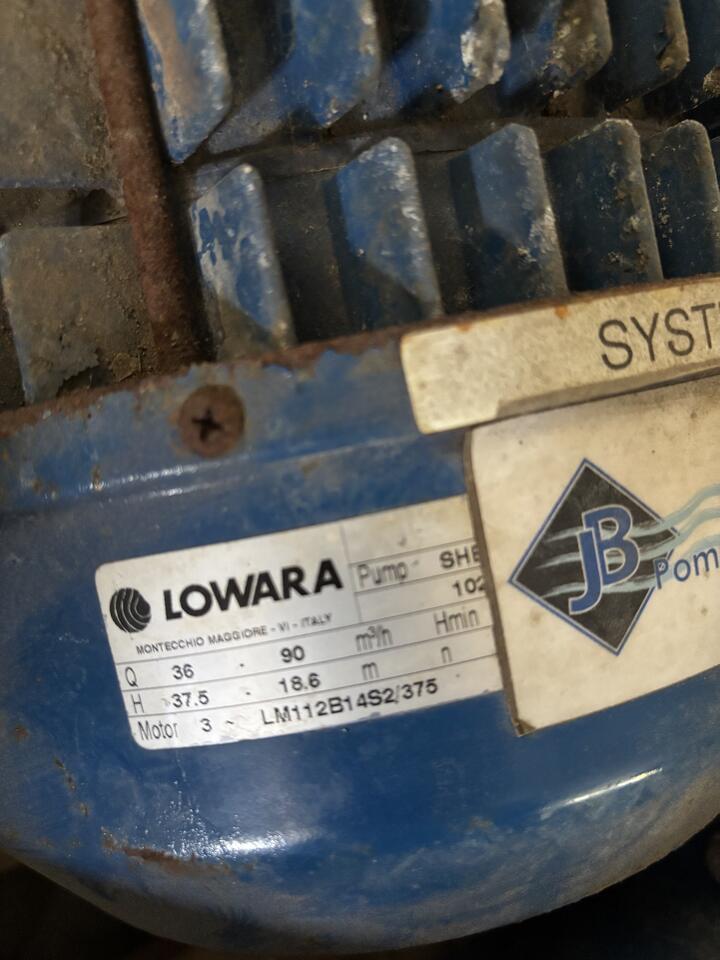 SYST
JB
Pom
LOWARA
Pump SHE
102
MONTECCHIO MAGGIORE - VI - ITALY
Q 36 - 90 m³/h Hmin
H 37.5 - 18.6 m n
Motor 3 ~ LM112B14S2/375